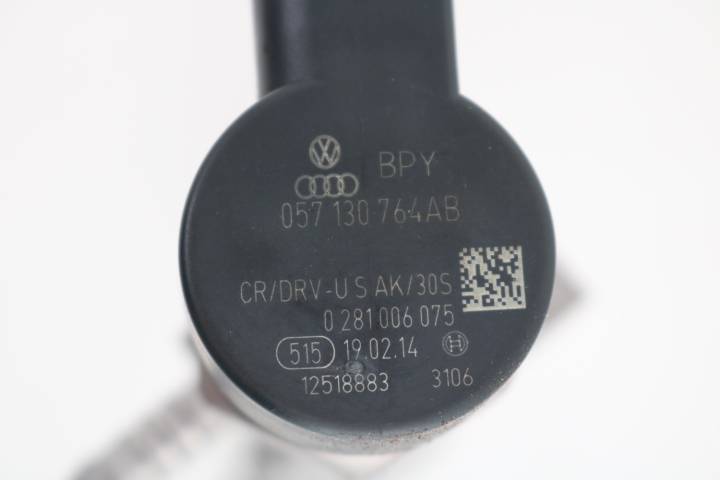 BPY
057 130 764AB
CR/DRV-U S AK/30S
0 281 006 075
515 19.02.14
12518883 3106